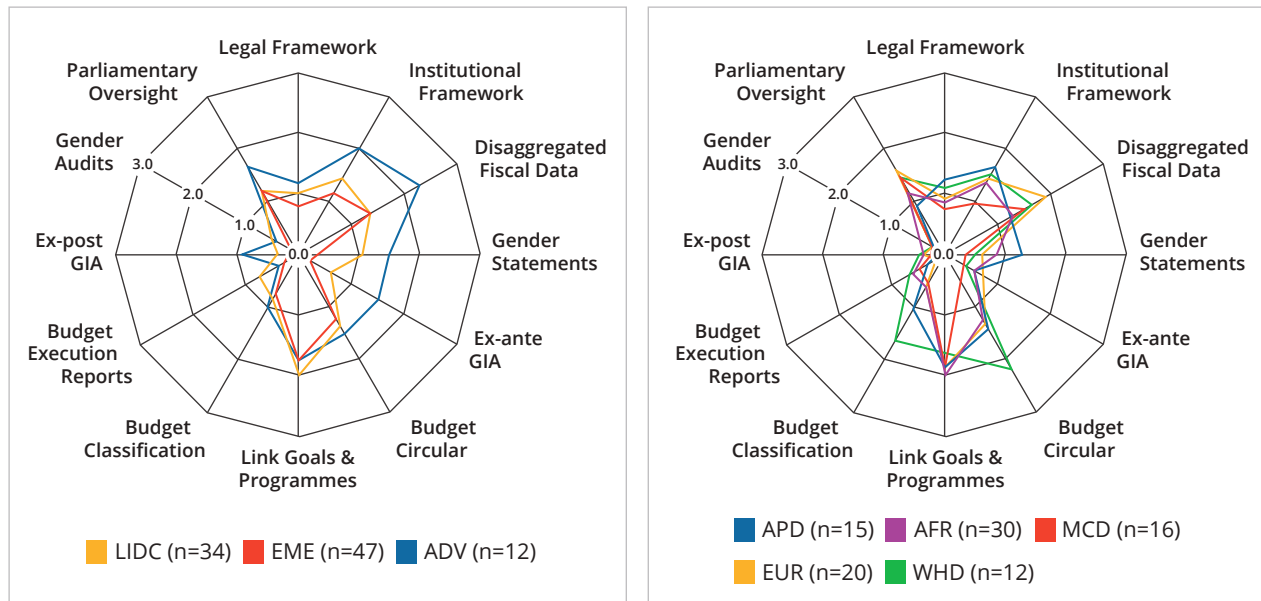 Legal Framework
Parliamentary
Oversight
Institutional
Framework
Gender
Audits
Disaggregated
Fiscal Data
3.0
2.0
1.0
0.0
Ex-post
GIA
Gender
Statements
Budget
Execution
Reports
Ex-ante
GIA
Budget
Classification
Budget
Circular
Link Goals &
Programmes
LIDC (n=34)
EME (n=47)
ADV (n=12)
Legal Framework
Parliamentary
Oversight
Institutional
Framework
Gender
Audits
Disaggregated
Fiscal Data
3.0
2.0
1.0
0.0
Ex-post
GIA
Gender
Statements
Budget
Execution
Reports
Ex-ante
GIA
Budget
Classification
Budget
Circular
Link Goals &
Programmes
APD (n=15)
AFR (n=30)
MCD (n=16)
EUR (n=20)
WHD (n=12)